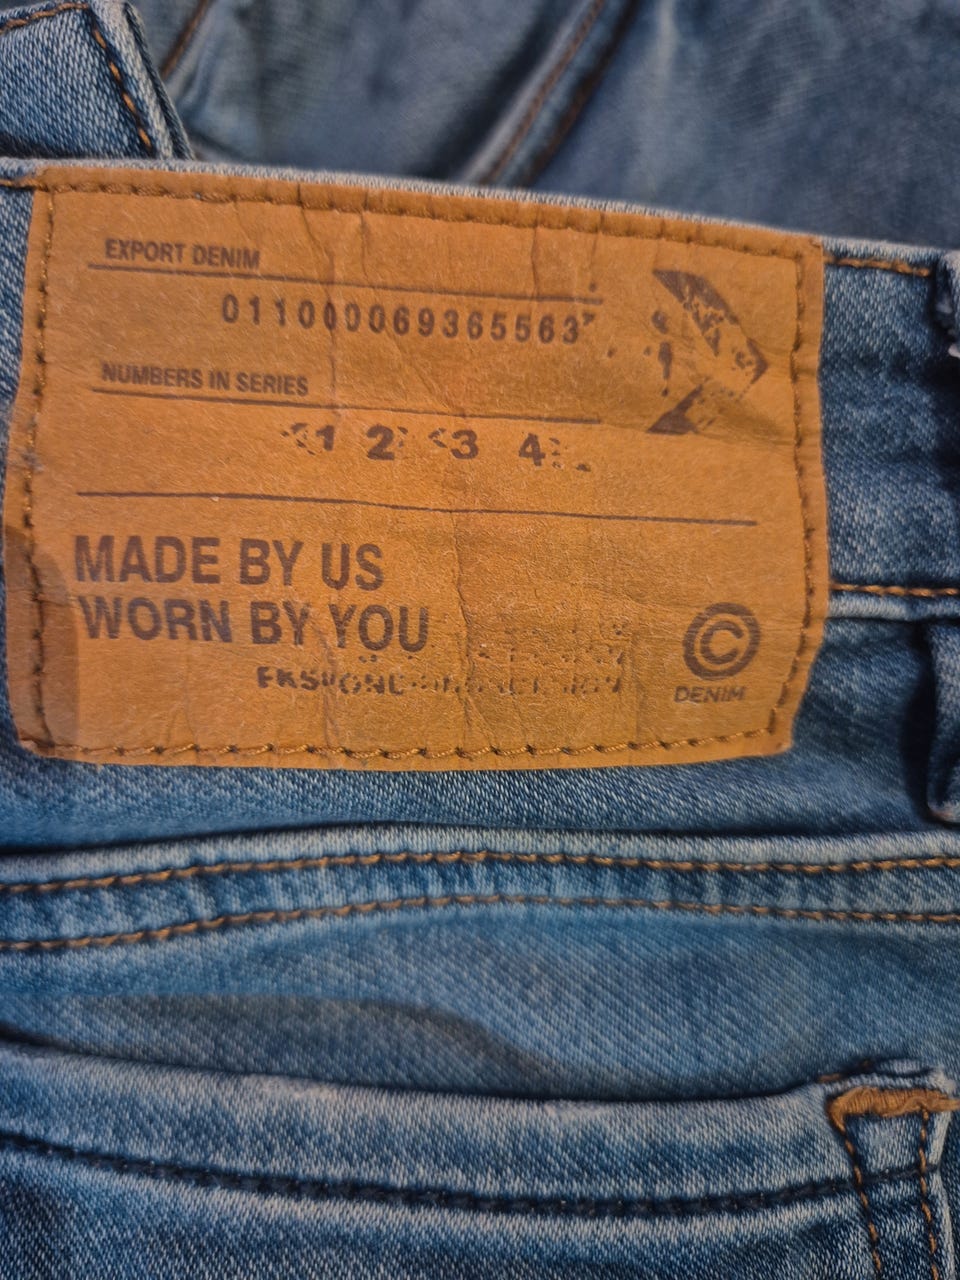 EXPORT DENIM
011000069365563
NUMBERS IN SERIES
1 2 3 4
MADE BY US
WORN BY YOU
©
DENIM